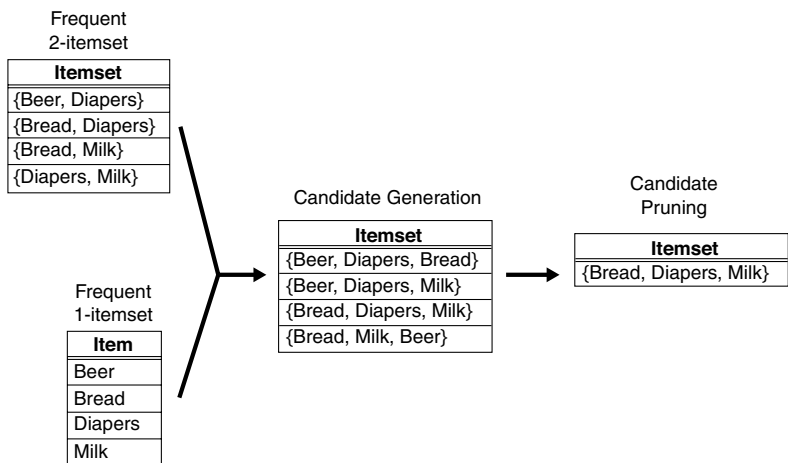 Frequent
2-itemset
Itemset
{Beer, Diapers}
{Bread, Diapers}
{Bread, Milk}
{Diapers, Milk}
Frequent
1-itemset
Item
Beer
Bread
Diapers
Milk
Candidate Generation
Itemset
{Beer, Diapers, Bread}
{Beer, Diapers, Milk}
{Bread, Diapers, Milk}
{Bread, Milk, Beer}
Candidate
Pruning
Itemset
{Bread, Diapers, Milk}